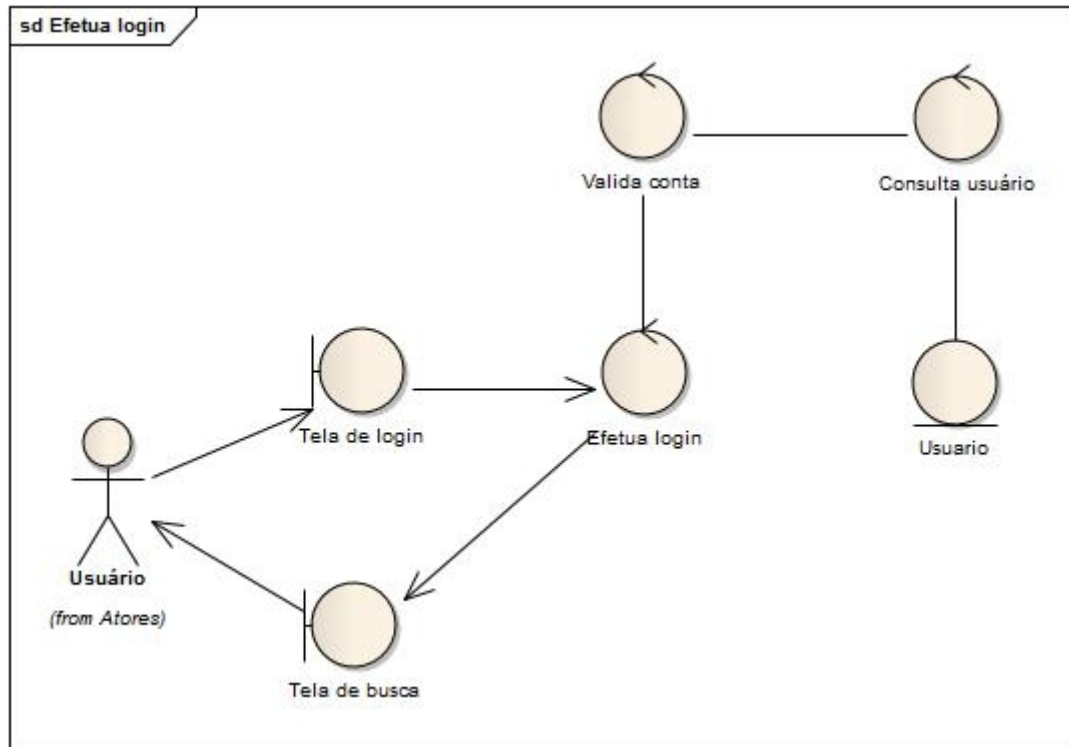 sd Efetua login
Valida conta
Consulta usuário
Tela de login
Efetua login
Usuario
Usuário
(from Atores)
Tela de busca